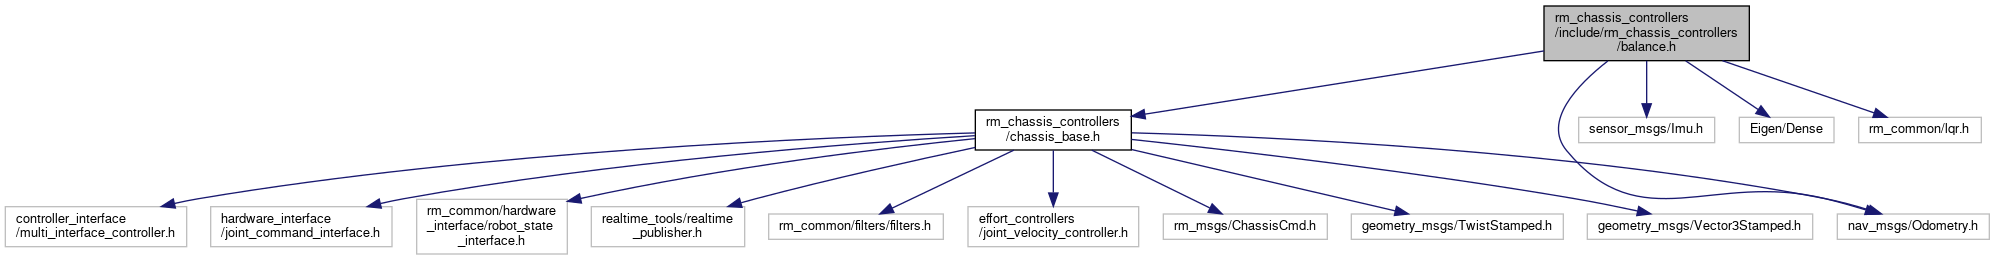 rm_chassis_controllers
/include/rm_chassis_controllers
/balance.h
rm_chassis_controllers
/chassis_base.h
sensor_msgs/Imu.h
Eigen/Dense
rm_common/lqr.h
controller_interface
/multi_interface_controller.h
hardware_interface
/joint_command_interface.h
rm_common/hardware
_interface/robot_state
_interface.h
realtime_tools/realtime
_publisher.h
rm_common/filters/filters.h
effort_controllers
/joint_velocity_controller.h
rm_msgs/ChassisCmd.h
geometry_msgs/TwistStamped.h
geometry_msgs/Vector3Stamped.h
nav_msgs/Odometry.h